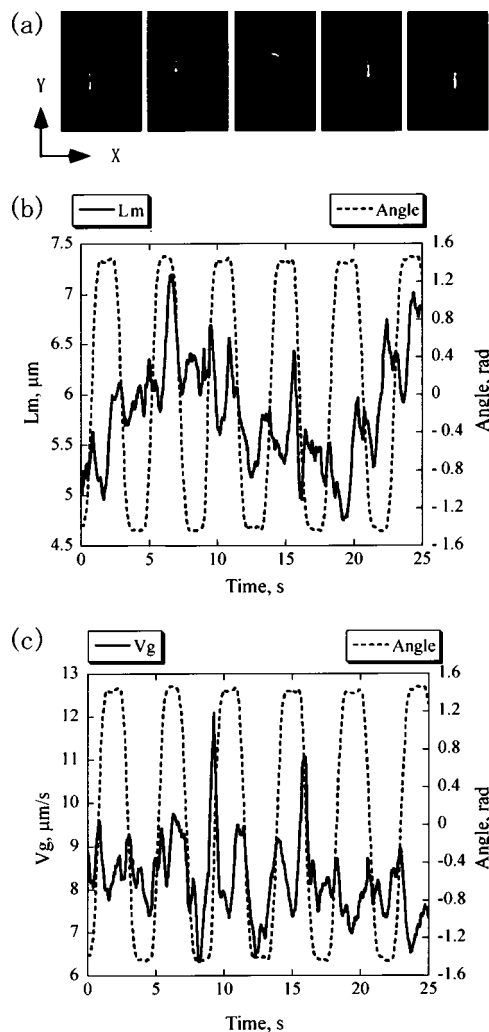 (a)
Y
X
(b)
Lm
Angle
7.5
7
6.5
6
5.5
5
4.5
Lm, μm
1.6
1.2
0.8
0.4
0
-0.4
-0.8
-1.2
-1.6
Angle, rad
0 5 10 15 20 25
Time, s
(c)
Vg
Angle
13
12
11
10
9
8
7
6
Vg, μm/s
1.6
1.2
0.8
0.4
0
-0.4
-0.8
-1.2
-1.6
Angle, rad
0 5 10 15 20 25
Time, s